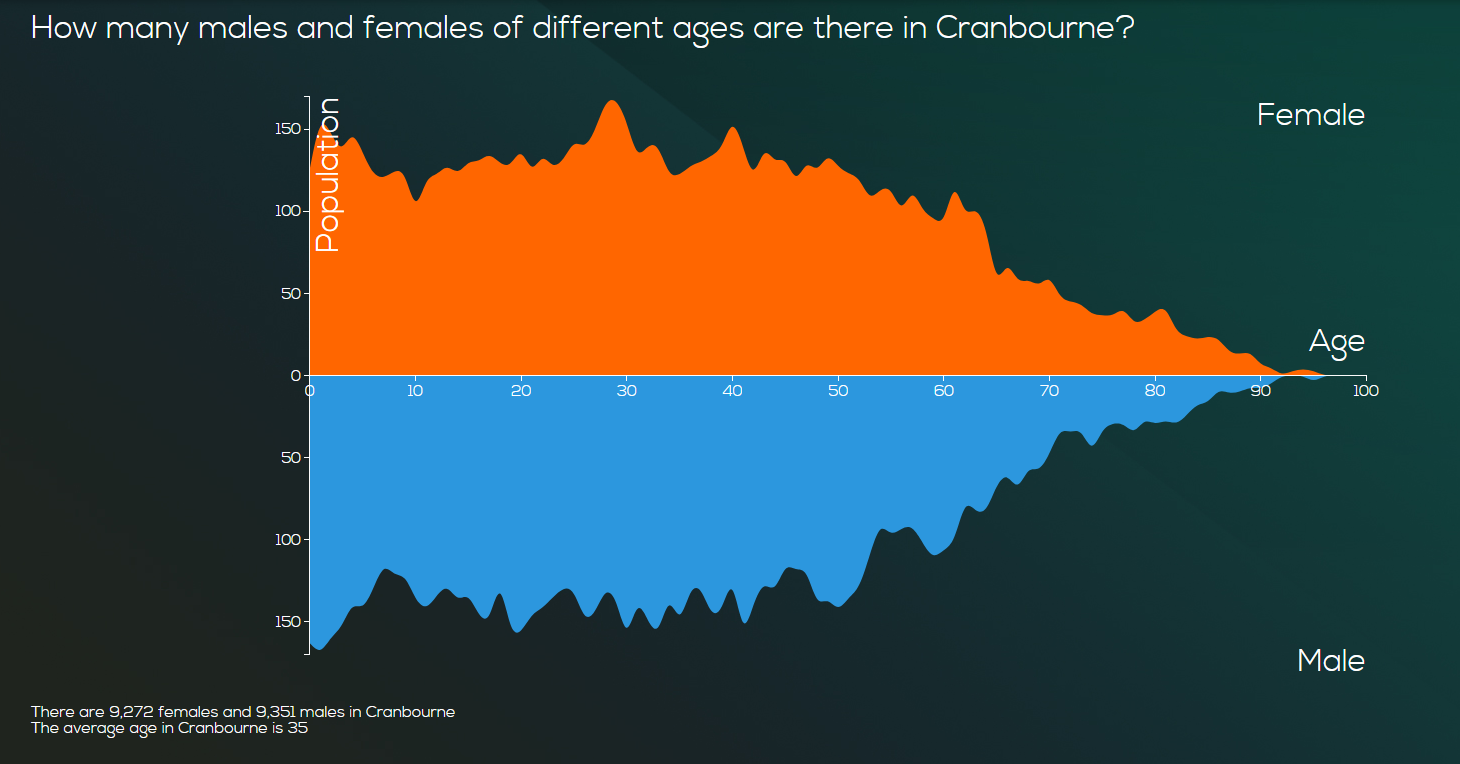 How many males and females of different ages are there in Cranbourne?
Female
Population
150
100
50
0
Age
0 10 20 30 40 50 60 70 80 90 100
50
100
150
Male
There are 9,272 females and 9,351 males in Cranbourne
The average age in Cranbourne is 35